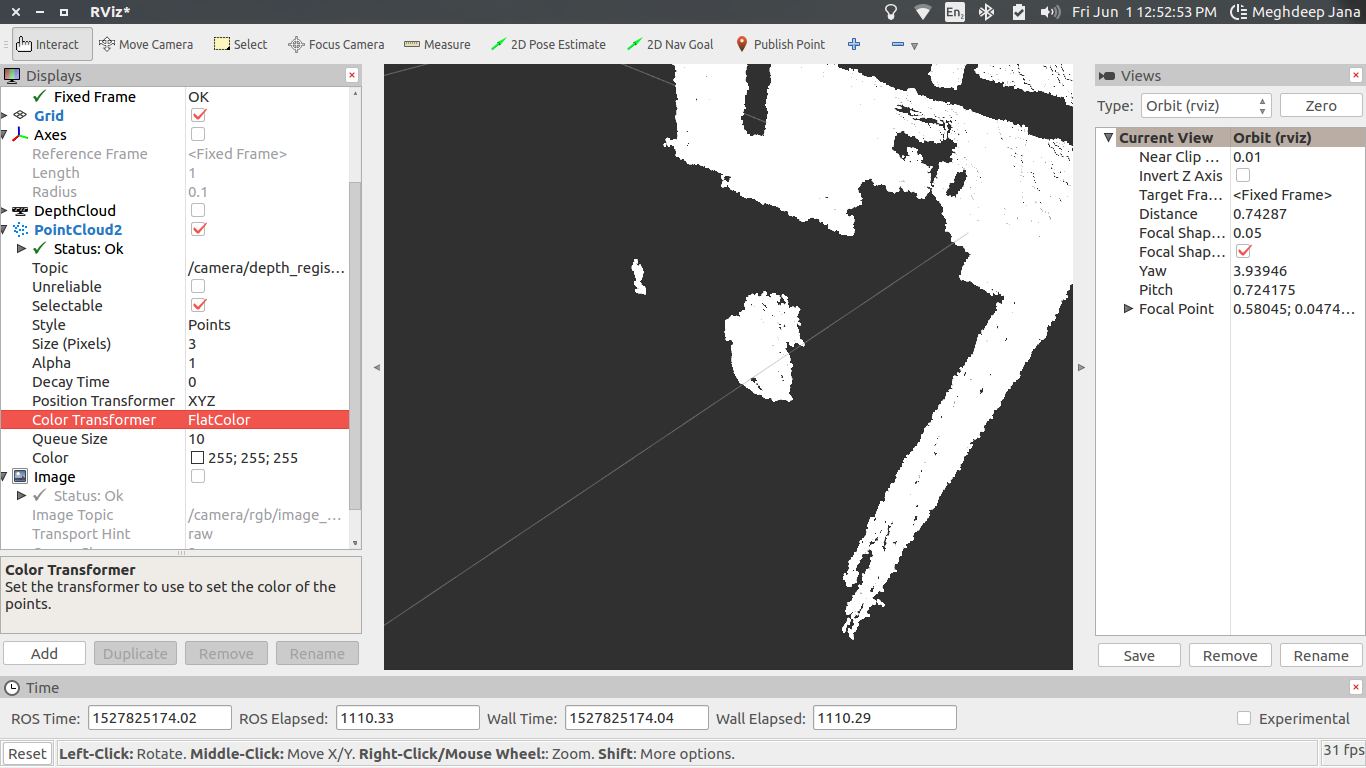 RViz*
En2
Fri Jun 1 12:52:53 PM
Meghdeep Jana
Interact
Move Camera
Select
Focus Camera
Measure
2D Pose Estimate
2D Nav Goal
Publish Point
Displays
Fixed Frame OK
Grid
Axes
Reference Frame <Fixed Frame>
Length 1
Radius 0.1
DepthCloud
PointCloud2
Status: Ok
Topic /camera/depth_regis...
Unreliable
Selectable
Style Points
Size (Pixels) 3
Alpha 1
Decay Time 0
Position Transformer XYZ
Color Transformer FlatColor
Queue Size 10
Color 255; 255; 255
Image
Status: Ok
Image Topic /camera/rgb/image_...
Transport Hint raw
Color Transformer
Set the transformer to use to set the color of the
points.
Add Duplicate Remove Rename
Views
Type: Orbit (rviz) Zero
Current View Orbit (rviz)
Near Clip ... 0.01
Invert Z Axis
Target Fra... <Fixed Frame>
Distance 0.74287
Focal Shap... 0.05
Focal Shap...
Yaw 3.93946
Pitch 0.724175
Focal Point 0.58045; 0.0474...
Save Remove Rename
Time
ROS Time: 1527825174.02 ROS Elapsed: 1110.33 Wall Time: 1527825174.04 Wall Elapsed: 1110.29 Experimental
Reset Left-Click: Rotate. Middle-Click: Move X/Y. Right-Click/Mouse Wheel:: Zoom. Shift: More options. 31 fps